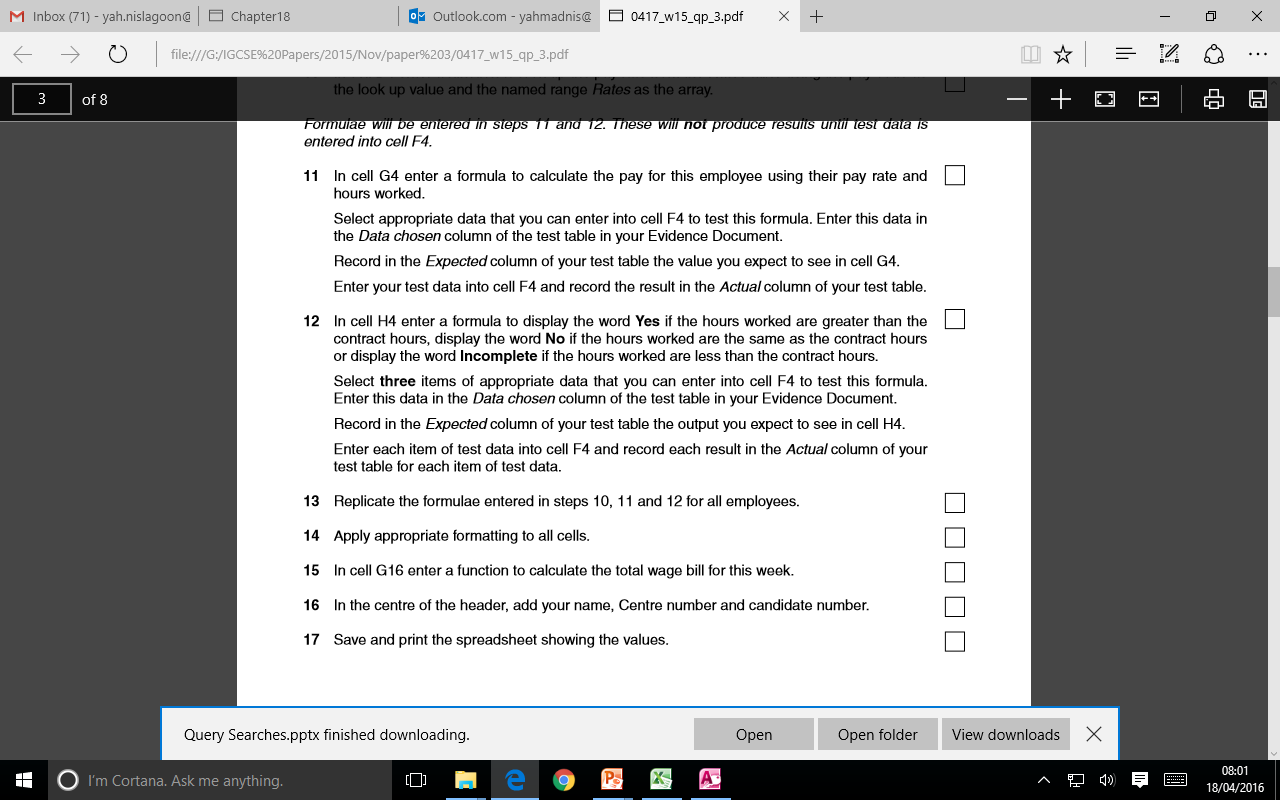 Inbox (71) - yah.nislagoon@
Chapter18
Outlook.com - yahmadnis@
0417_w15_qp_3.pdf
file:///G:/IGCSE%20Papers/2015/Nov/paper%203/0417_w15_qp_3.pdf
3 of 8
the look up value and the named range Rates as the array.
Formulae will be entered in steps 11 and 12. These will not produce results until test data is
entered into cell F4.
11 In cell G4 enter a formula to calculate the pay for this employee using their pay rate and
hours worked.
Select appropriate data that you can enter into cell F4 to test this formula. Enter this data in
the Data chosen column of the test table in your Evidence Document.
Record in the Expected column of your test table the value you expect to see in cell G4.
Enter your test data into cell F4 and record the result in the Actual column of your test table.
12 In cell H4 enter a formula to display the word Yes if the hours worked are greater than the
contract hours, display the word No if the hours worked are the same as the contract hours
or display the word Incomplete if the hours worked are less than the contract hours.
Select three items of appropriate data that you can enter into cell F4 to test this formula.
Enter this data in the Data chosen column of the test table in your Evidence Document.
Record in the Expected column of your test table the output you expect to see in cell H4.
Enter each item of test data into cell F4 and record each result in the Actual column of your
test table for each item of test data.
13 Replicate the formulae entered in steps 10, 11 and 12 for all employees.
14 Apply appropriate formatting to all cells.
15 In cell G16 enter a function to calculate the total wage bill for this week.
16 In the centre of the header, add your name, Centre number and candidate number.
17 Save and print the spreadsheet showing the values.
Query Searches.pptx finished downloading.
Open
Open folder
View downloads
I'm Cortana. Ask me anything.
08:01
18/04/2016